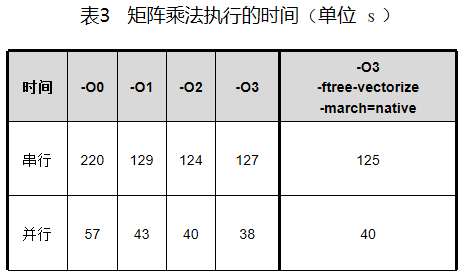 表3 矩阵乘法执行的时间（单位 s ）
时间 -O0 -O1 -O2 -O3 -O3
-ftree-vectorize
-march=native
串行 220 129 124 127 125
并行 57 43 40 38 40